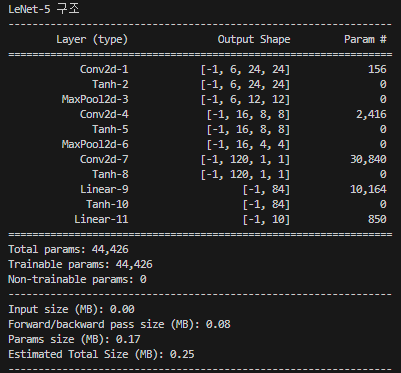 LeNet-5 구조
----------------------------------------------------------------
Layer (type) Output Shape Param #
================================================================
Conv2d-1 [-1, 6, 24, 24] 156
Tanh-2 [-1, 6, 24, 24] 0
MaxPool2d-3 [-1, 6, 12, 12] 0
Conv2d-4 [-1, 16, 8, 8] 2,416
Tanh-5 [-1, 16, 8, 8] 0
MaxPool2d-6 [-1, 16, 4, 4] 0
Conv2d-7 [-1, 120, 1, 1] 30,840
Tanh-8 [-1, 120, 1, 1] 0
Linear-9 [-1, 84] 10,164
Tanh-10 [-1, 84] 0
Linear-11 [-1, 10] 850
================================================================
Total params: 44,426
Trainable params: 44,426
Non-trainable params: 0
----------------------------------------------------------------
Input size (MB): 0.00
Forward/backward pass size (MB): 0.08
Params size (MB): 0.17
Estimated Total Size (MB): 0.25
----------------------------------------------------------------